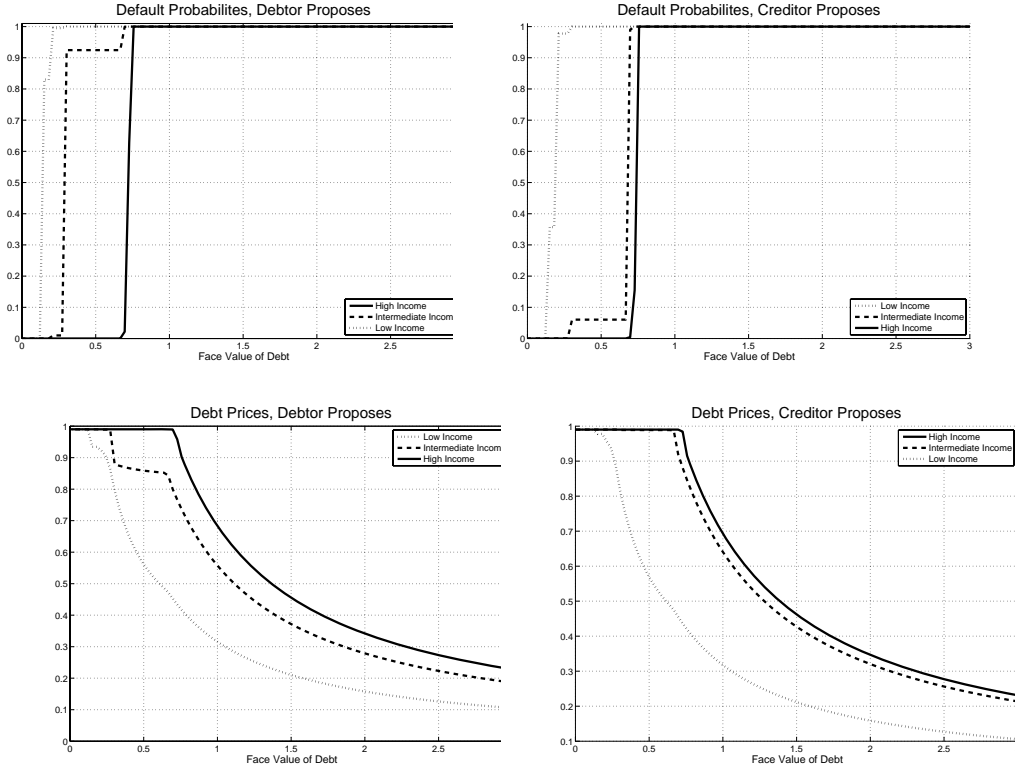 Default Probabilites, Debtor Proposes
1
0.9
0.8
0.7
0.6
0.5
0.4
0.3
0.2
0.1
0
0 0.5 1 1.5 2 2.5
Face Value of Debt
High Income
Intermediate Incom
Low Income
Default Probabilities, Creditor Proposes
1
0.9
0.8
0.7
0.6
0.5
0.4
0.3
0.2
0.1
0
0 0.5 1 1.5 2 2.5 3
Face Value of Debt
Low Income
Intermediate Income
High Income
Debt Prices, Debtor Proposes
1
0.9
0.8
0.7
0.6
0.5
0.4
0.3
0.2
0.1
0
0 0.5 1 1.5 2 2.5
Face Value of Debt
Low Income
Intermediate Incom
High Income
Debt Prices, Creditor Proposes
1
0.9
0.8
0.7
0.6
0.5
0.4
0.3
0.2
0.1
0 0.5 1 1.5 2 2.5
Face Value of Debt
High Income
Intermediate Income
Low Income